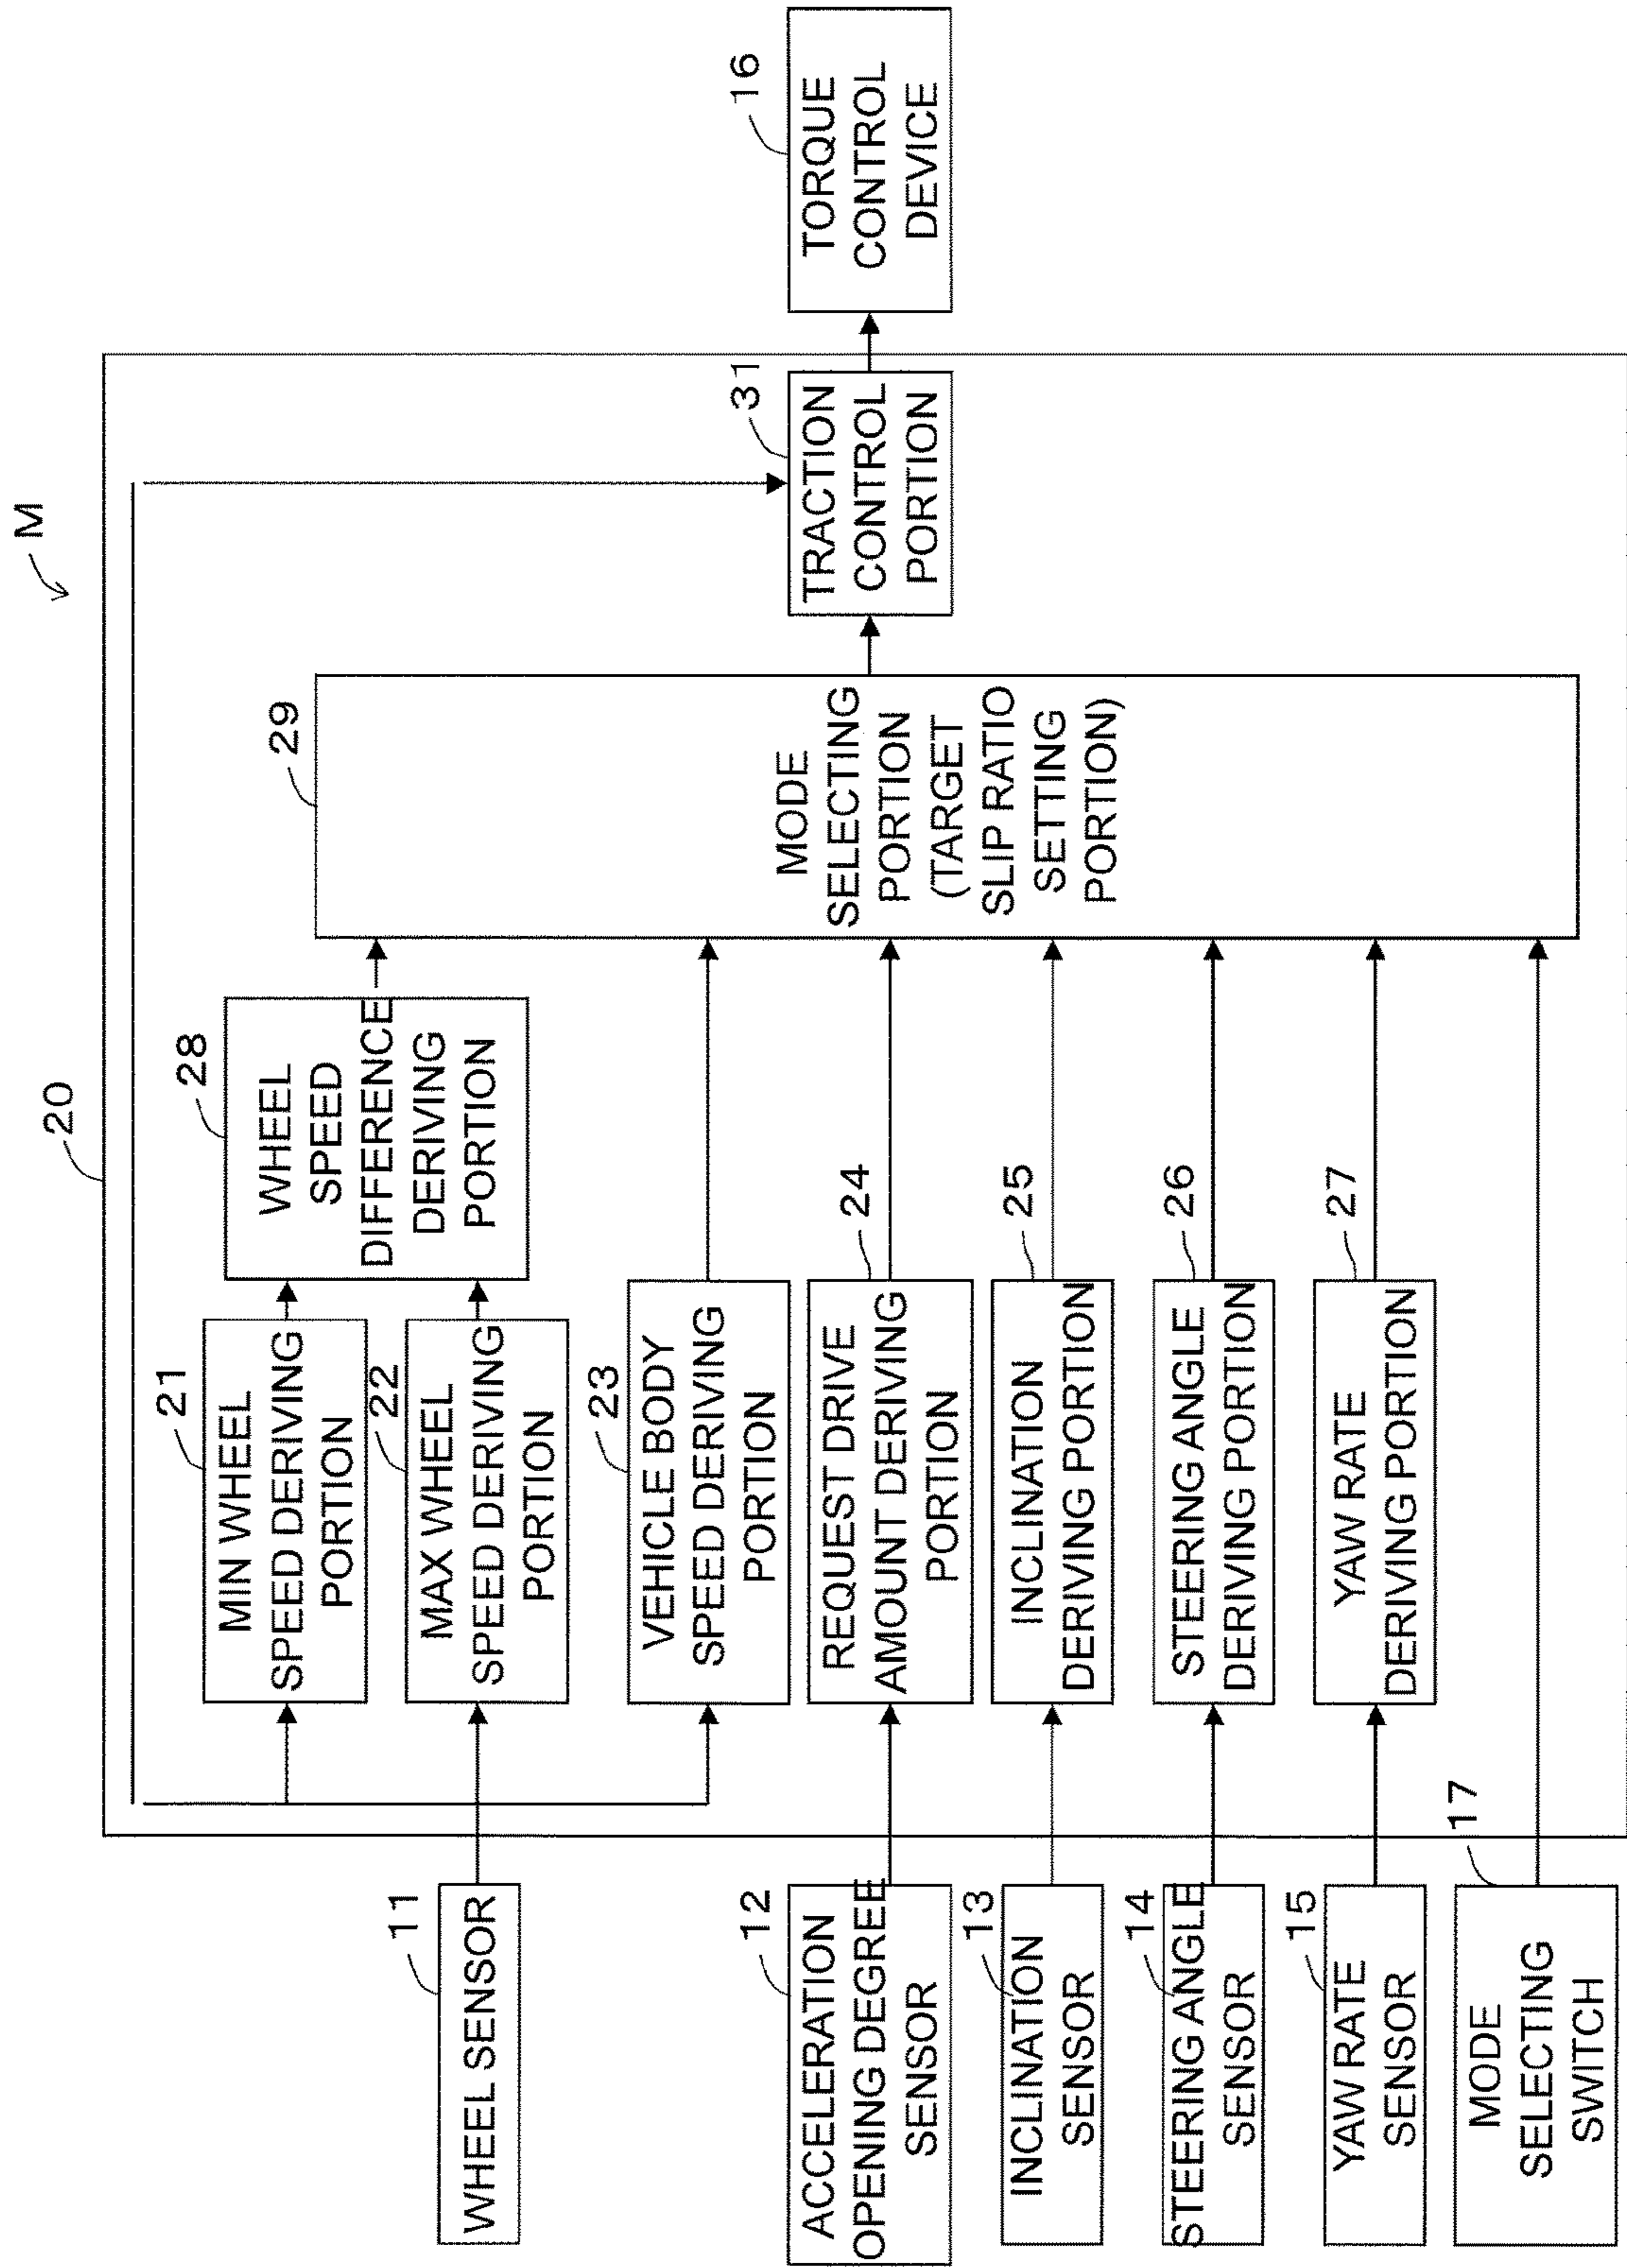 M
20
11
WHEEL SENSOR
12
ACCELERATION
OPENING DEGREE
SENSOR
13
INCLINATION
SENSOR
14
STEERING ANGLE
SENSOR
15
YAW RATE
SENSOR
17
MODE
SELECTING
SWITCH
21
MIN WHEEL
SPEED DERIVING
PORTION
22
MAX WHEEL
SPEED DERIVING
PORTION
23
VEHICLE BODY
SPEED DERIVING
PORTION
24
REQUEST DRIVE
AMOUNT DERIVING
PORTION
25
INCLINATION
DERIVING PORTION
26
STEERING ANGLE
DERIVING PORTION
27
YAW RATE
DERIVING PORTION
28
WHEEL
SPEED
DIFFERENCE
DERIVING
PORTION
29
MODE
SELECTING
PORTION
(TARGET
SLIP RATIO
SETTING
PORTION)
31
TRACTION
CONTROL
PORTION
16
TORQUE
CONTROL
DEVICE